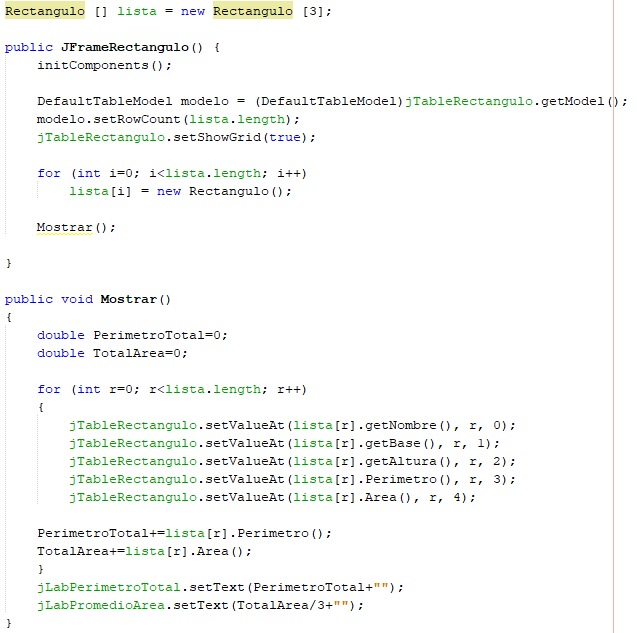 Rectangulo [] lista = new Rectangulo [3];
public JFrameRectangulo() {
initComponents();
DefaultTableModel modelo = (DefaultTableModel)jTableRectangulo.getModel();
modelo.setRowCount(lista.length);
jTableRectangulo.setShowGrid(true);
for (int i=0; i<lista.length; i++)
lista[i] = new Rectangulo();
Mostrar();
}
public void Mostrar()
{
double PerimetroTotal=0;
double TotalArea=0;
for (int r=0; r<lista.length; r++)
{
jTableRectangulo.setValueAt(lista[r].getNombre(), r, 0);
jTableRectangulo.setValueAt(lista[r].getBase(), r, 1);
jTableRectangulo.setValueAt(lista[r].getAltura(), r, 2);
jTableRectangulo.setValueAt(lista[r].Perimetro(), r, 3);
jTableRectangulo.setValueAt(lista[r].Area(), r, 4);
PerimetroTotal+=lista[r].Perimetro();
TotalArea+=lista[r].Area();
}
jLabPerimetroTotal.setText(PerimetroTotal+"");
jLabPromedioArea.setText(TotalArea/3+"");
}